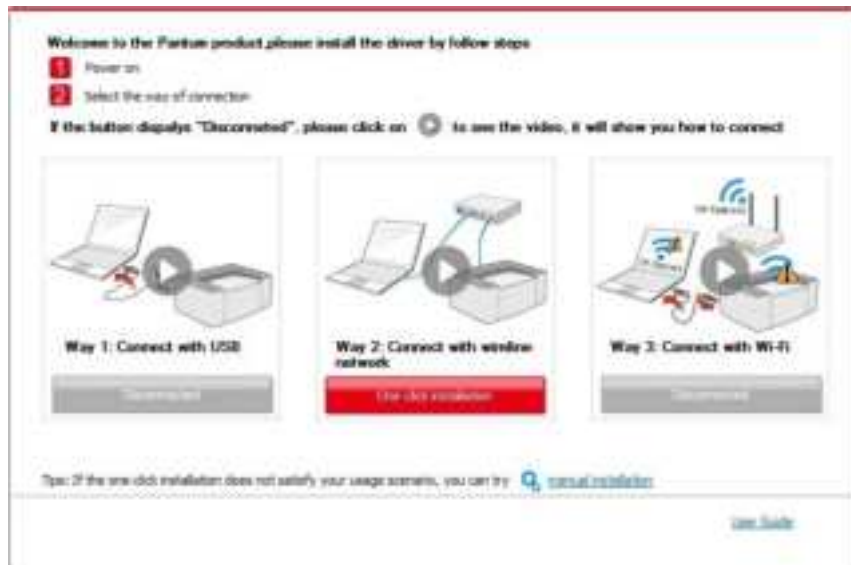 Welcome to the Pantum product,please install the driver by follow steps
1 Power on
2 Select the way of connection
If the button dispalys "Disconneted", please click on to see the video, it will show you how to connect
Way 1: Connect with USB
Way 2: Connect with wireline
network
Way 3: Connect with Wi-Fi
Disconnected
One click installation
Disconnected
Tips: If the one click installation does not satisfy your usage scenario, you can try manual installation
User Guide